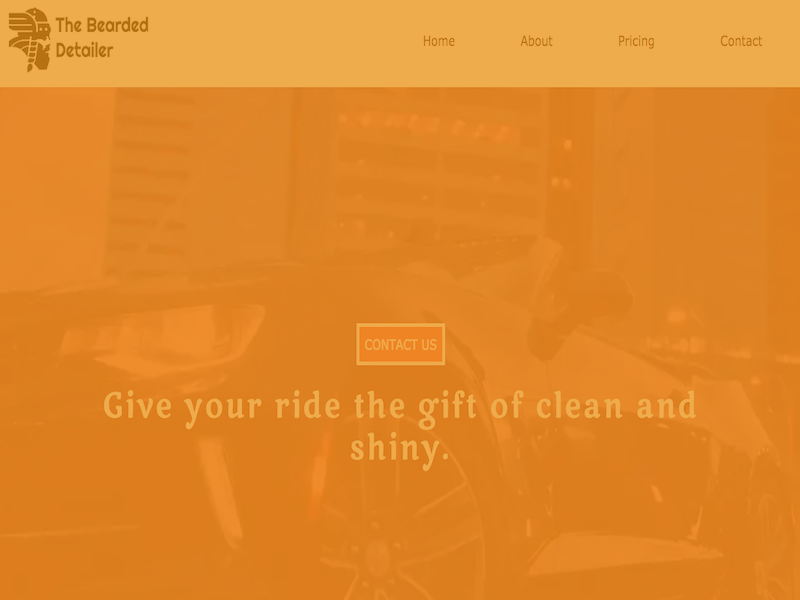 The Bearded
Detailer
Home
About
Pricing
Contact
CONTACT US
Give your ride the gift of clean and
shiny.